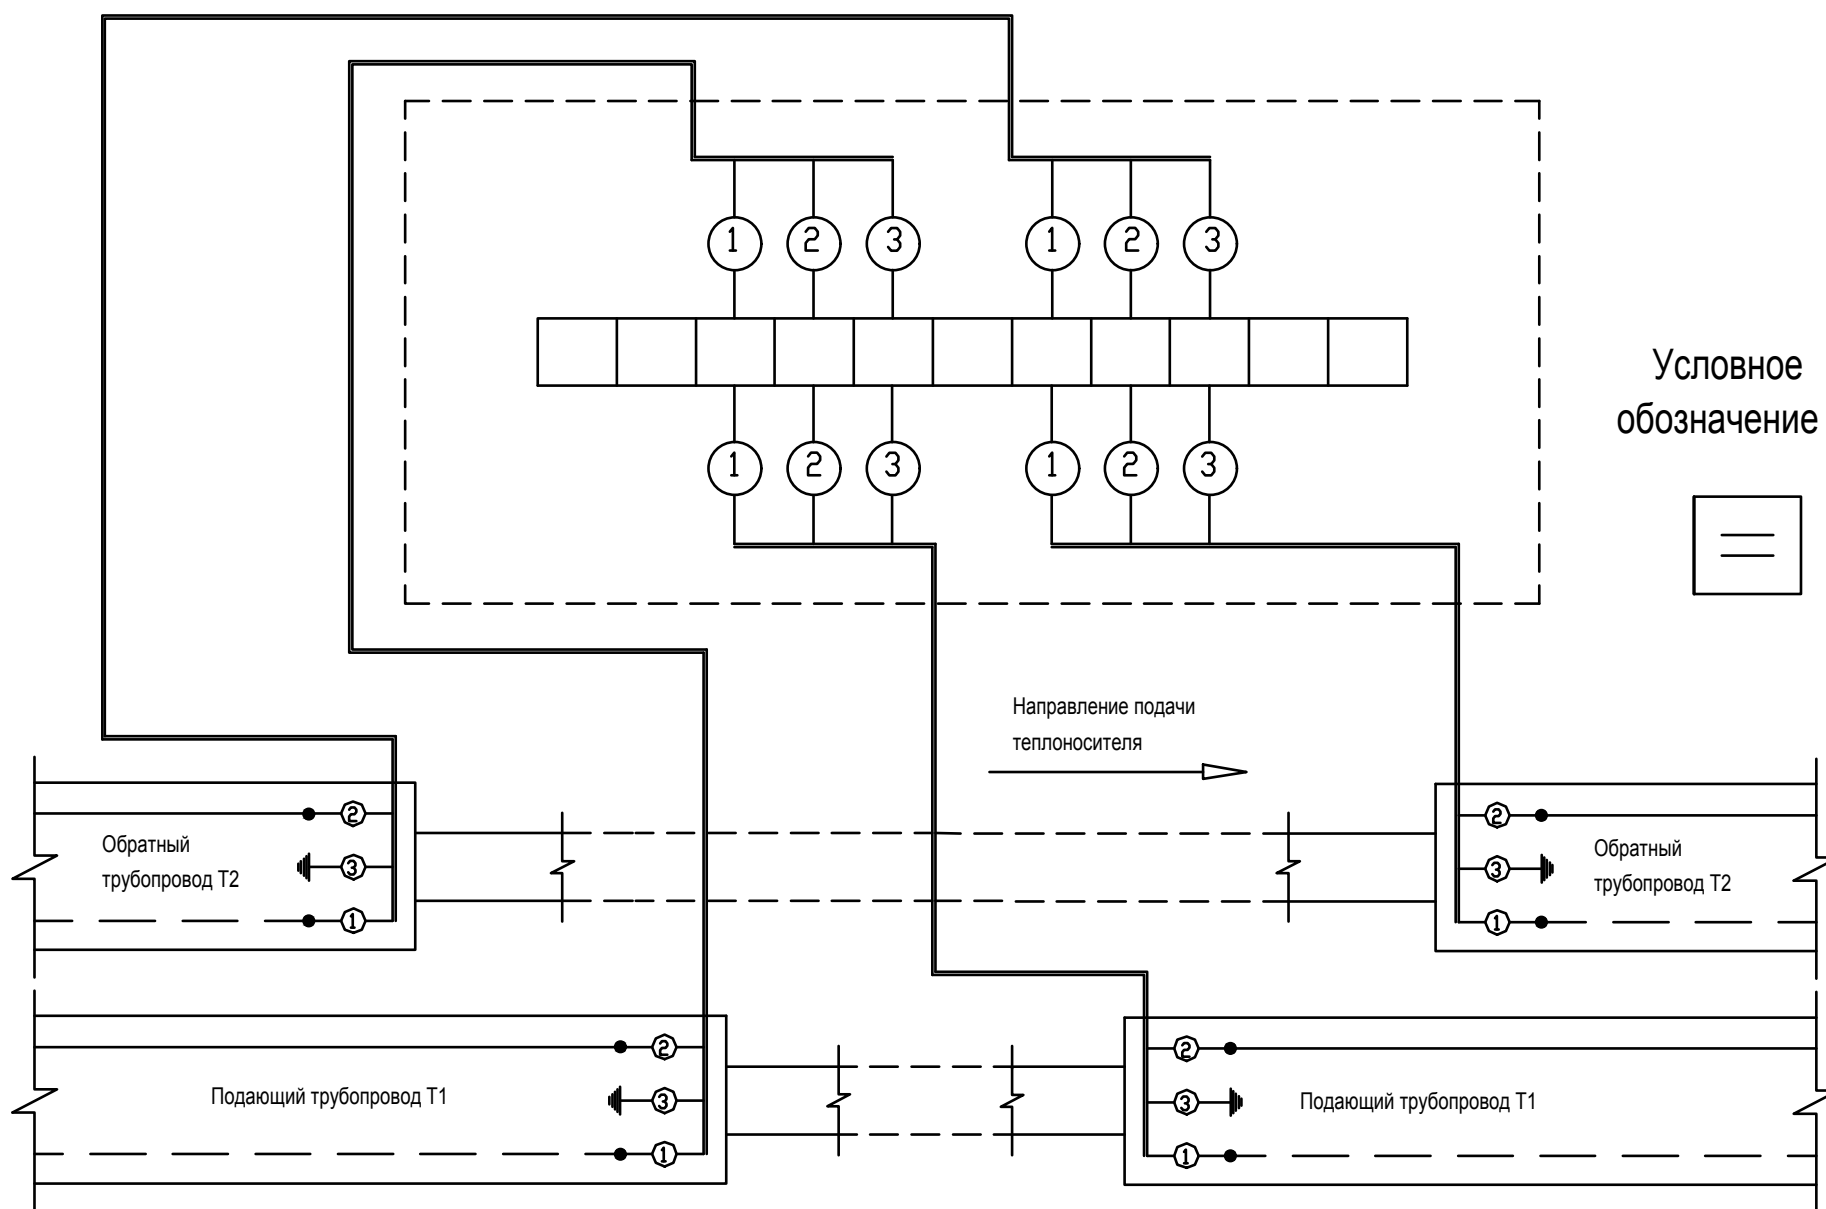 1 2 3 1 2 3
1 2 3 1 2 3
Условное
обозначение
Направление подачи
теплоносителя
2
Обратный
трубопровод Т2
3
1
2
Обратный
трубопровод Т2
3
1
2
Подающий трубопровод Т1
3
1
2
3
Подающий трубопровод Т1
1